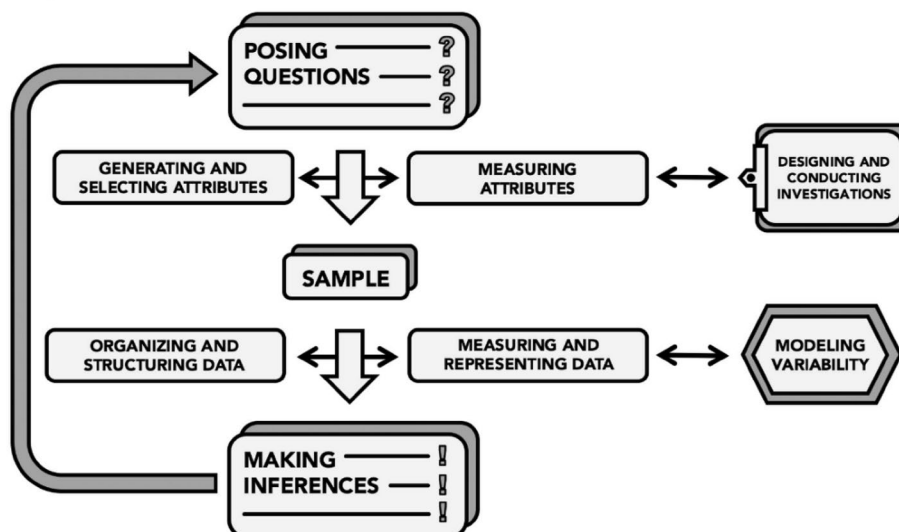 POSING ?
QUESTIONS ?
?
GENERATING AND
SELECTING ATTRIBUTES
MEASURING
ATTRIBUTES
DESIGNING AND
CONDUCTING
INVESTIGATIONS
SAMPLE
ORGANIZING AND
STRUCTURING DATA
MEASURING AND
REPRESENTING DATA
MODELING
VARIABILITY
MAKING !
INFERENCES !
!